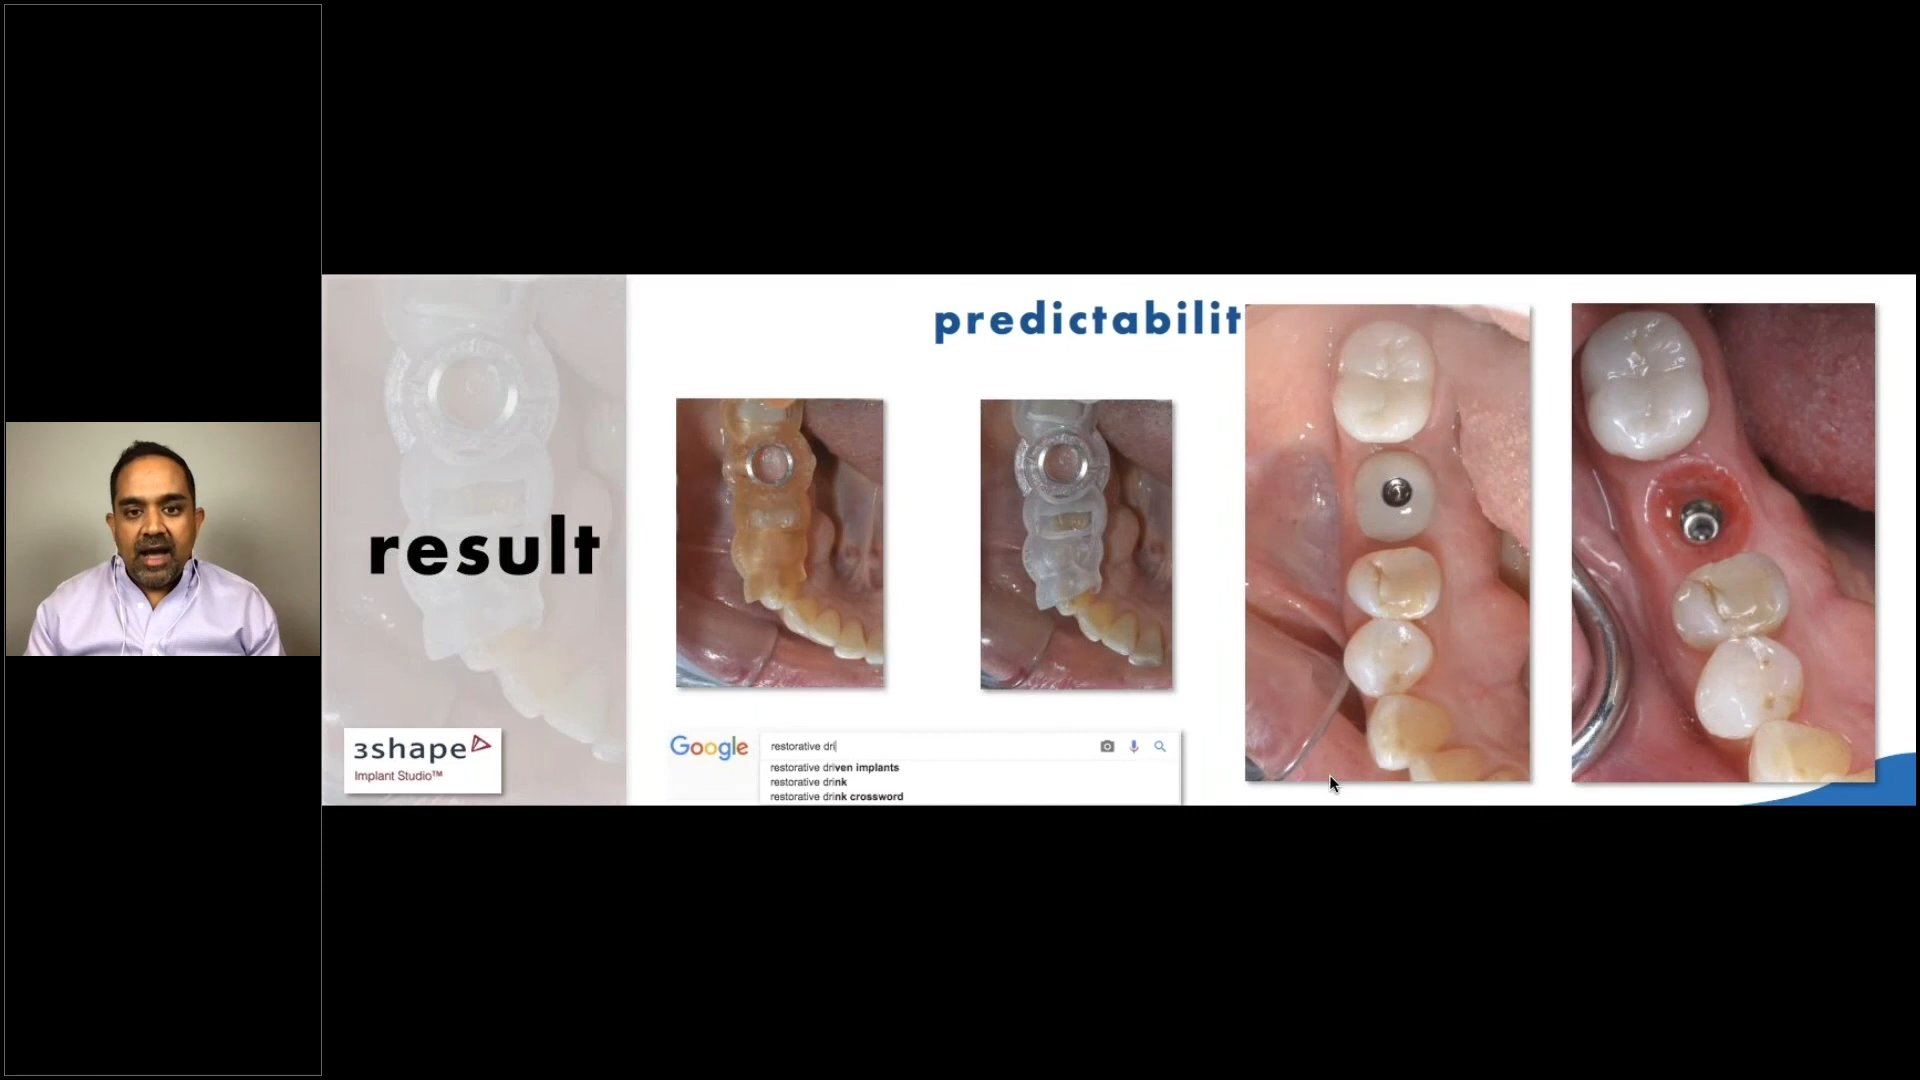 predictabilit
result
3shape
Implant Studio™
Google
restorative dri
restorative driven implants
restorative drink
restorative drink crossword